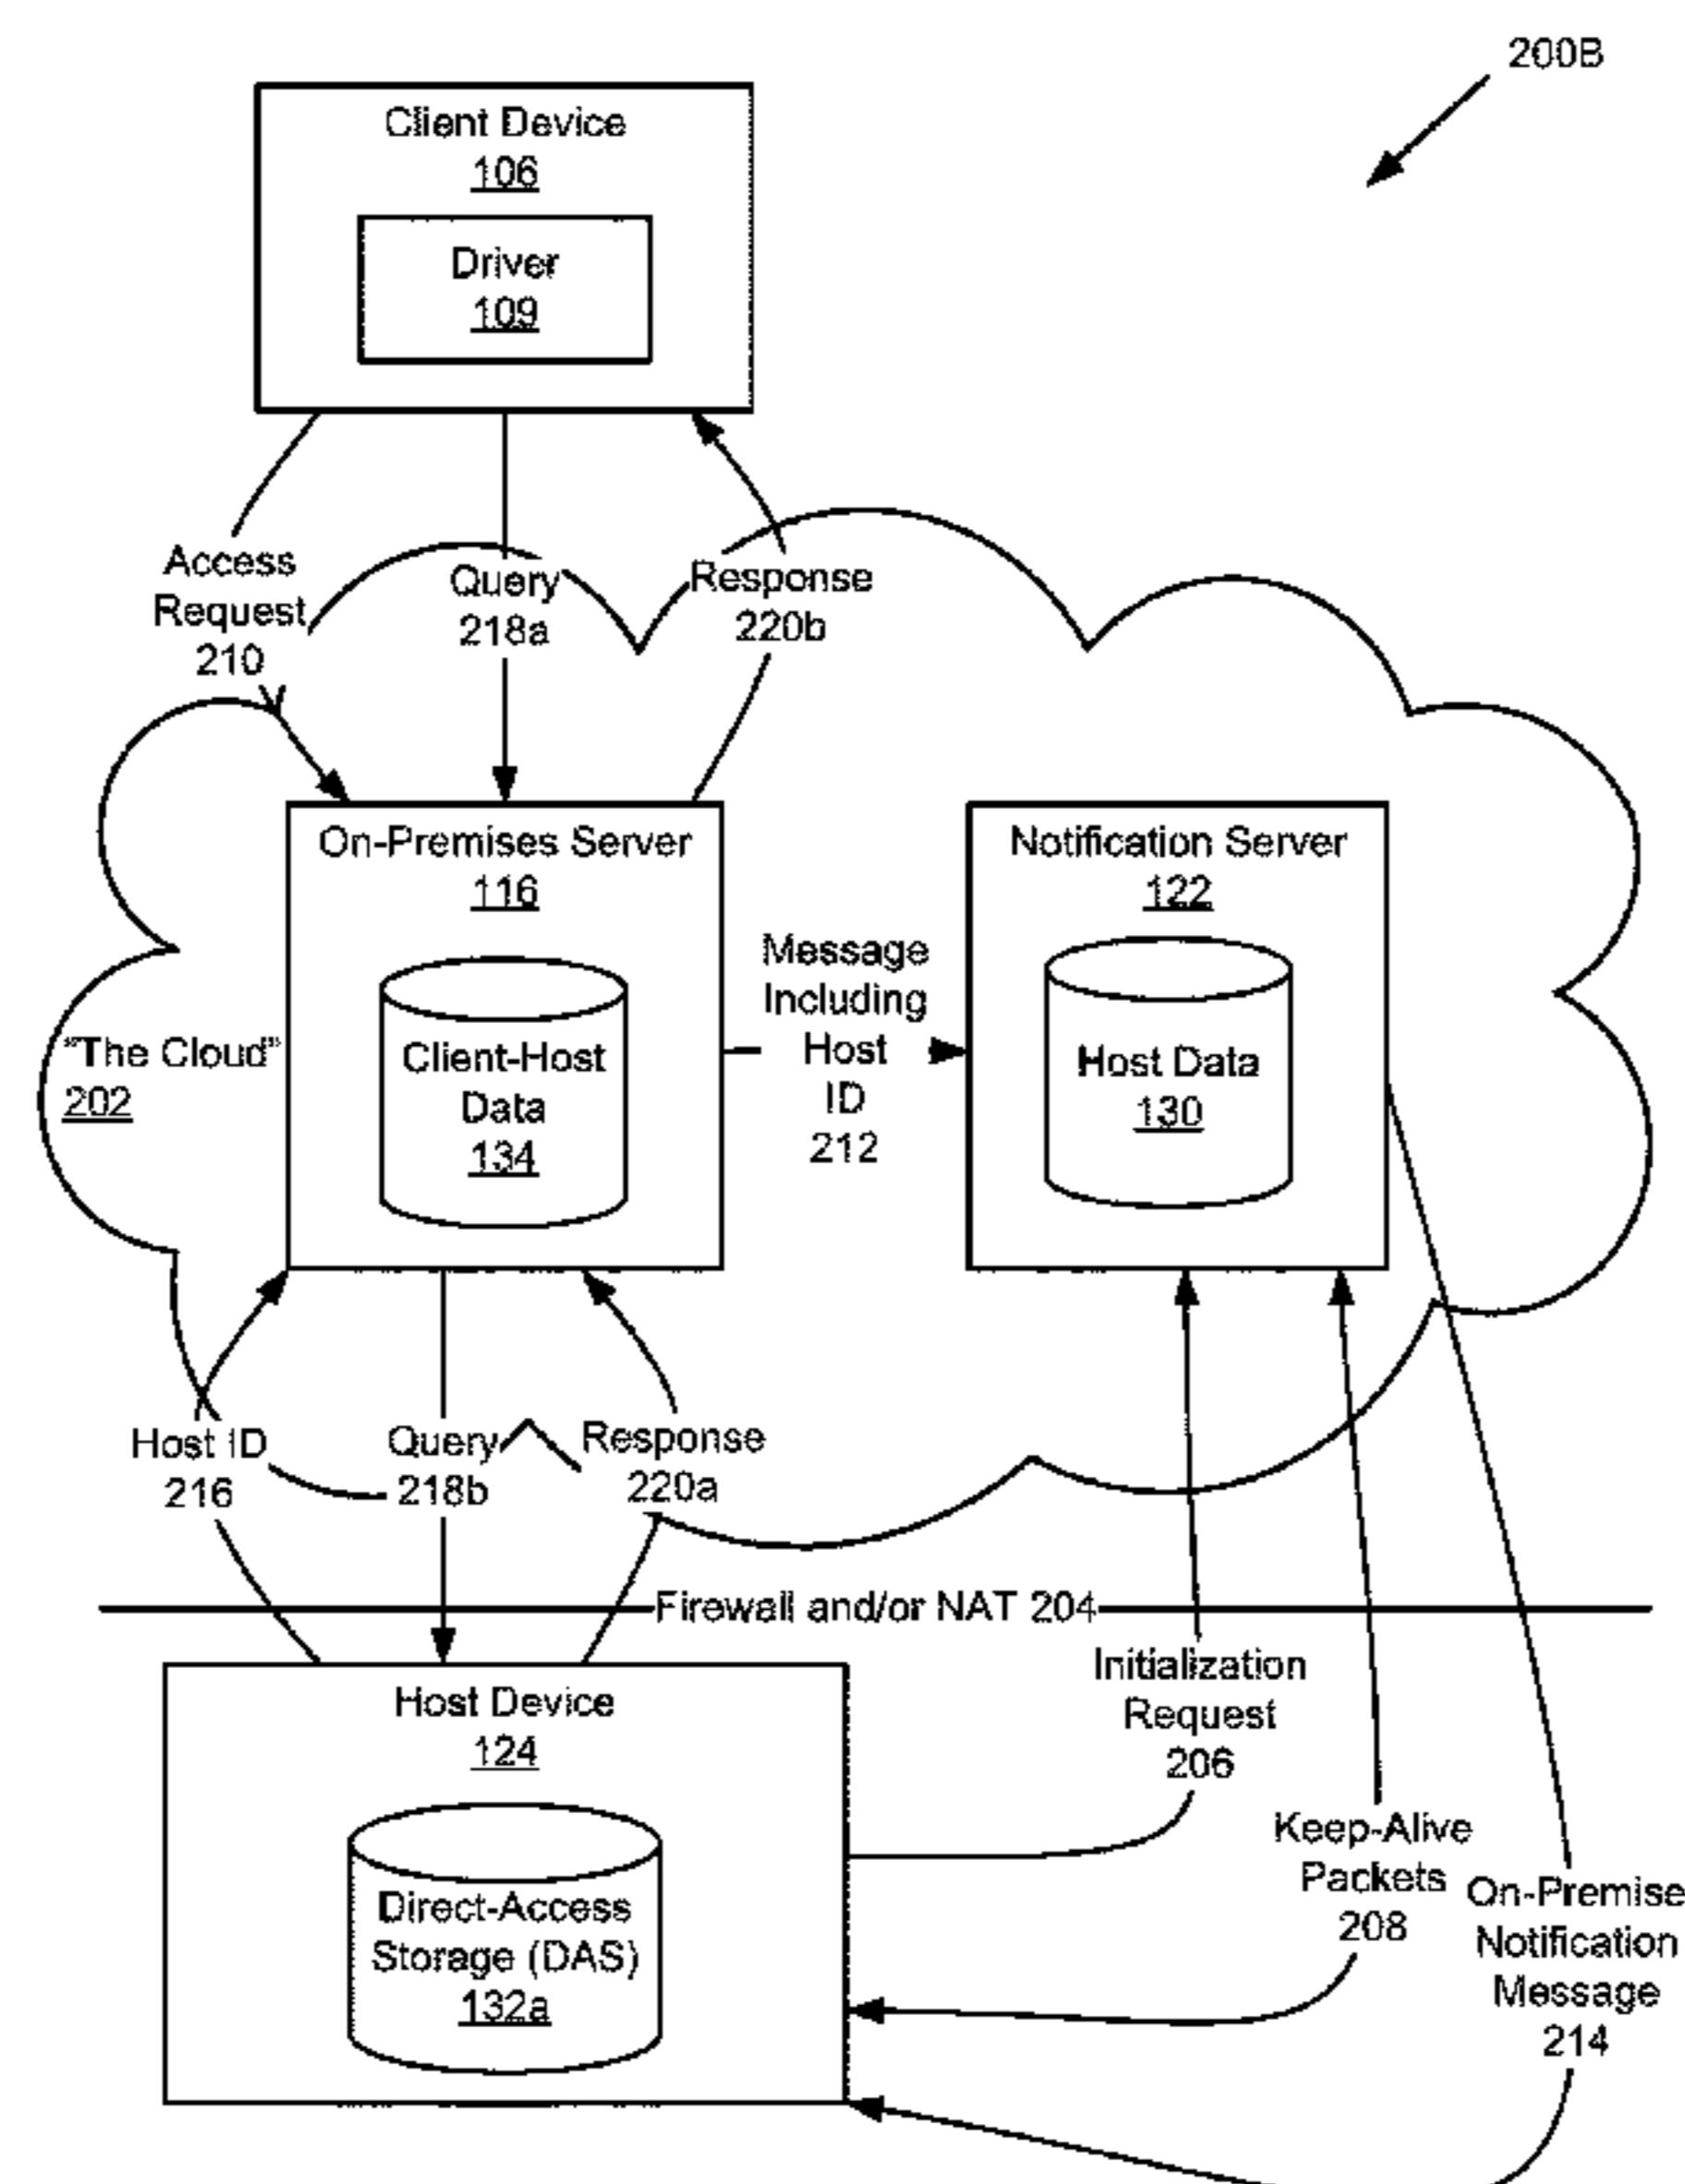 200B
Client Device
106
Driver
109
Access
Request
210
Query
218a
Response
220b
On-Premises Server
116
Client-Host
Data
134
Message
Including
Host
ID
212
Notification Server
122
Host Data
130
"The Cloud"
202
Host ID
216
Query
218b
Response
220a
Firewall and/or NAT 204
Host Device
124
Direct-Access
Storage (DAS)
132a
Initialization
Request
206
Keep-Alive
Packets
208
On-Premise
Notification
Message
214